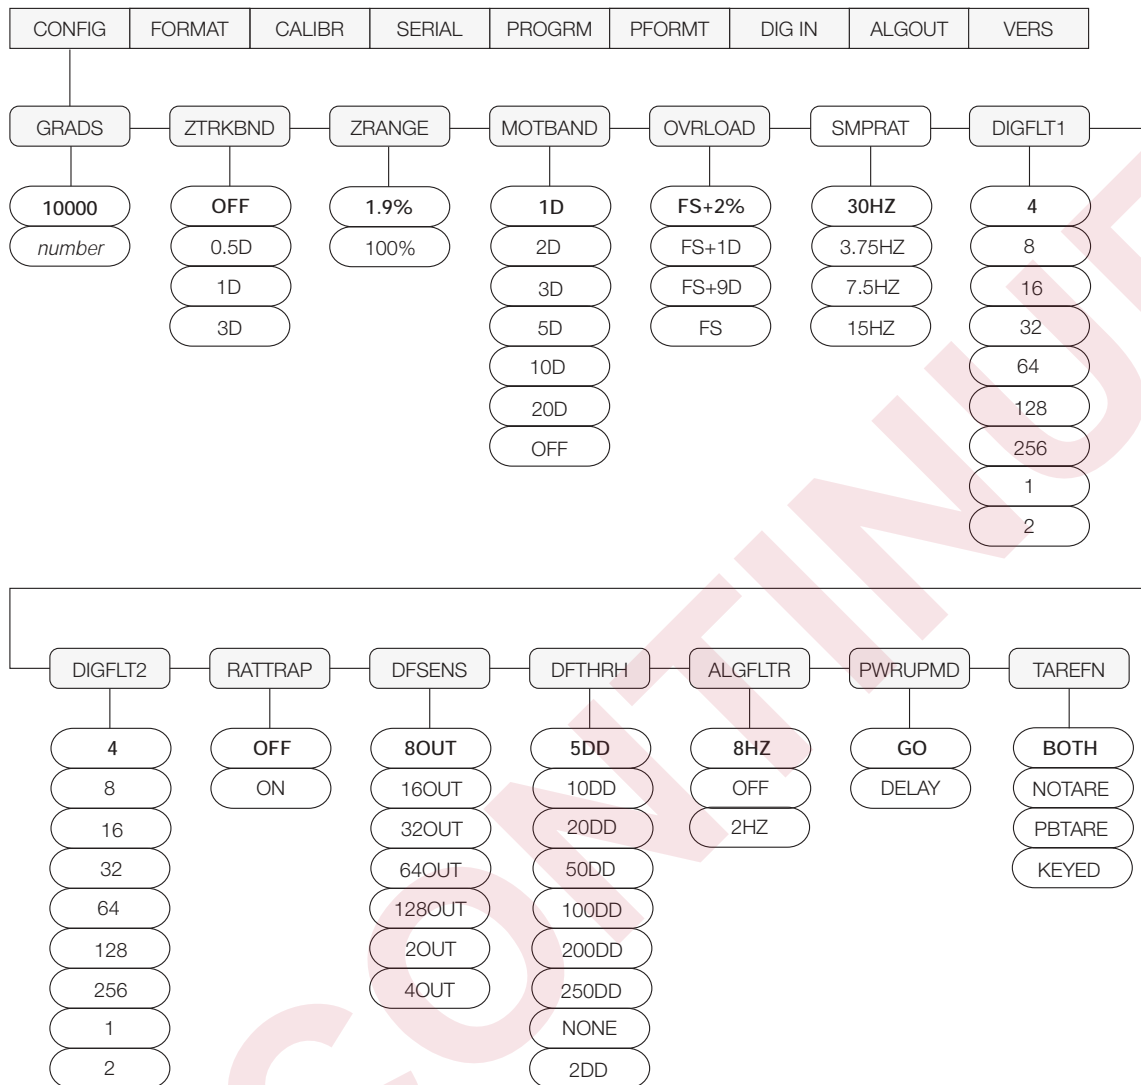 CONFIG FORMAT CALIBR SERIAL PROGRM PFORMT DIG IN ALGOUT VERS
GRADS ZTRKBND ZRANGE MOTBAND OVRLOAD SMPRAT DIGFLT1
10000 OFF 1.9% 1D FS+2% 30HZ 4
number 0.5D 100% 2D FS+1D 3.75HZ 8
1D 3D FS+9D 7.5HZ 16
3D 5D FS 15HZ 32
10D 64
20D 128
OFF 256
1
2
DIGFLT2 RATTRAP DFSENS DFTHRH ALGFLTR PWRUPMD TAREFN
4 OFF 8OUT 5DD 8HZ GO BOTH
8 ON 16OUT 10DD OFF DELAY NOTARE
16 32OUT 20DD 2HZ PBTARE
32 64OUT 50DD KEYED
64 128OUT 100DD
128 2OUT 200DD
256 4OUT 250DD
1 NONE
2 2DD
CONTINU